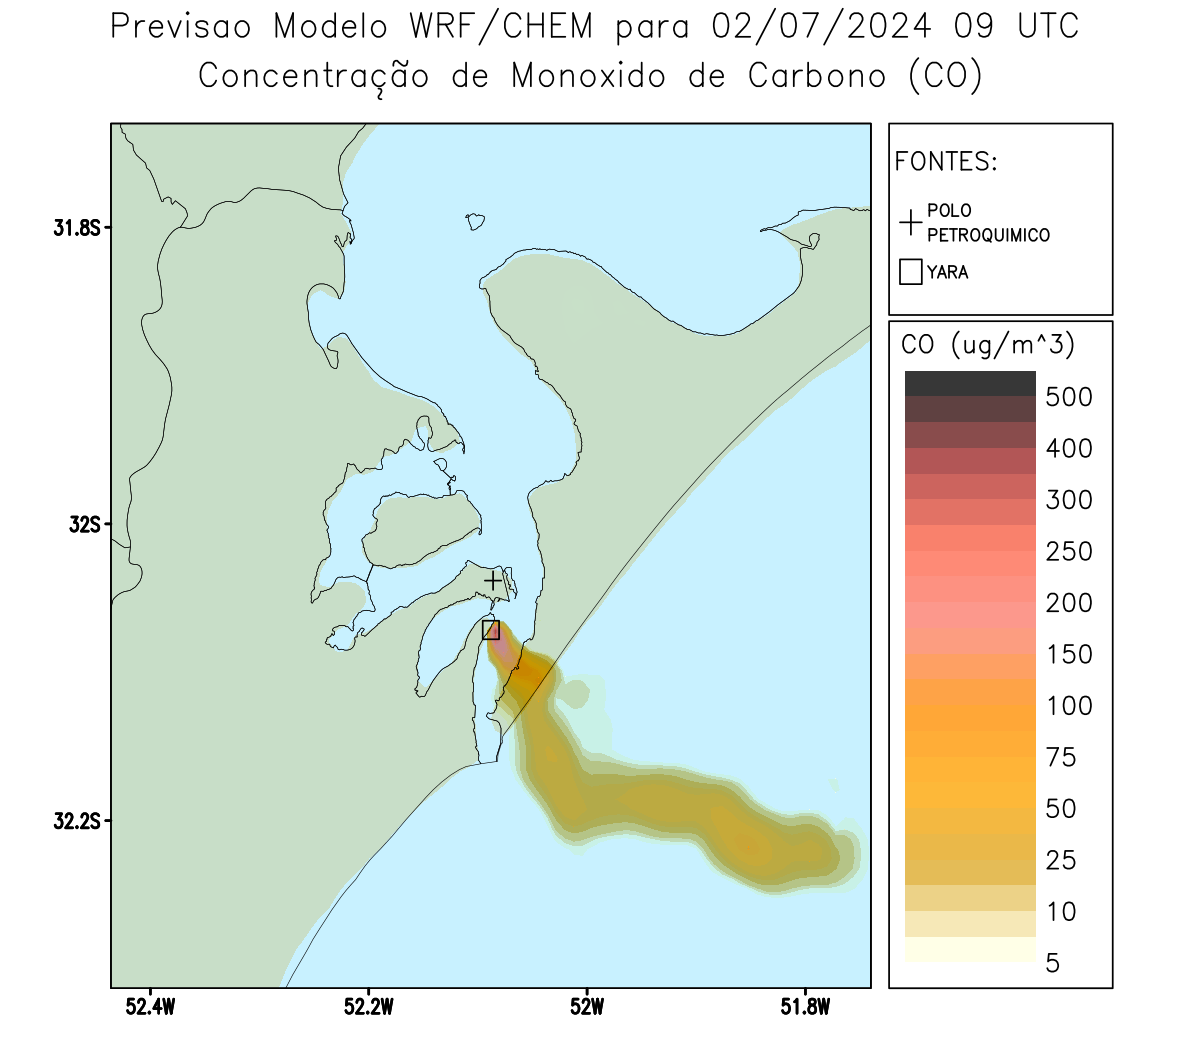 Previsao Modelo WRF/CHEM para 02/07/2024 09 UTC
Concentração de Monoxido de Carbono (CO)
FONTES:
POLO
PETROQUIMICO
YARA
CO (ug/m^3)
500
400
300
250
200
150
100
75
50
25
10
5
31.8S
32S
32.2S
52.4W
52.2W
52W
51.8W